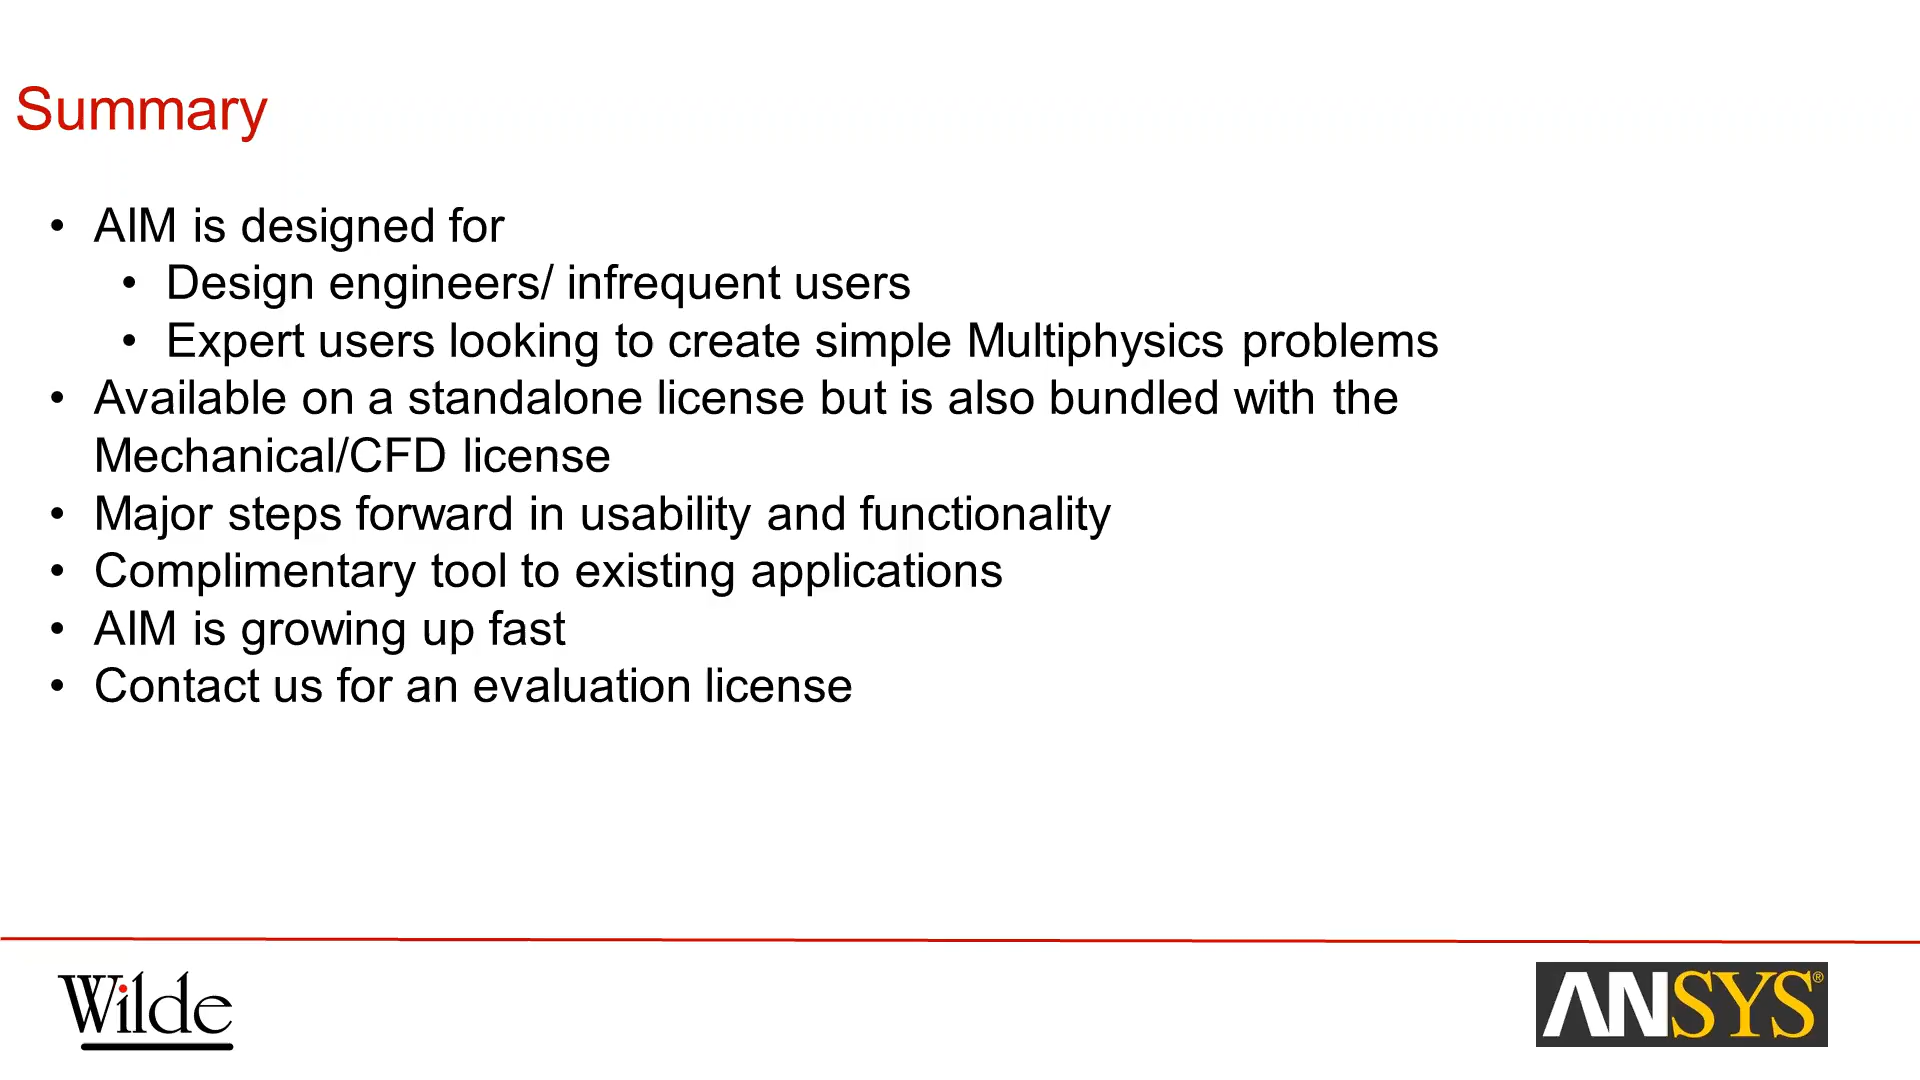 Summary
• AIM is designed for
• Design engineers/ infrequent users
• Expert users looking to create simple Multiphysics problems
• Available on a standalone license but is also bundled with the
Mechanical/CFD license
• Major steps forward in usability and functionality
• Complimentary tool to existing applications
• AIM is growing up fast
• Contact us for an evaluation license
Wilde
ANSYS®